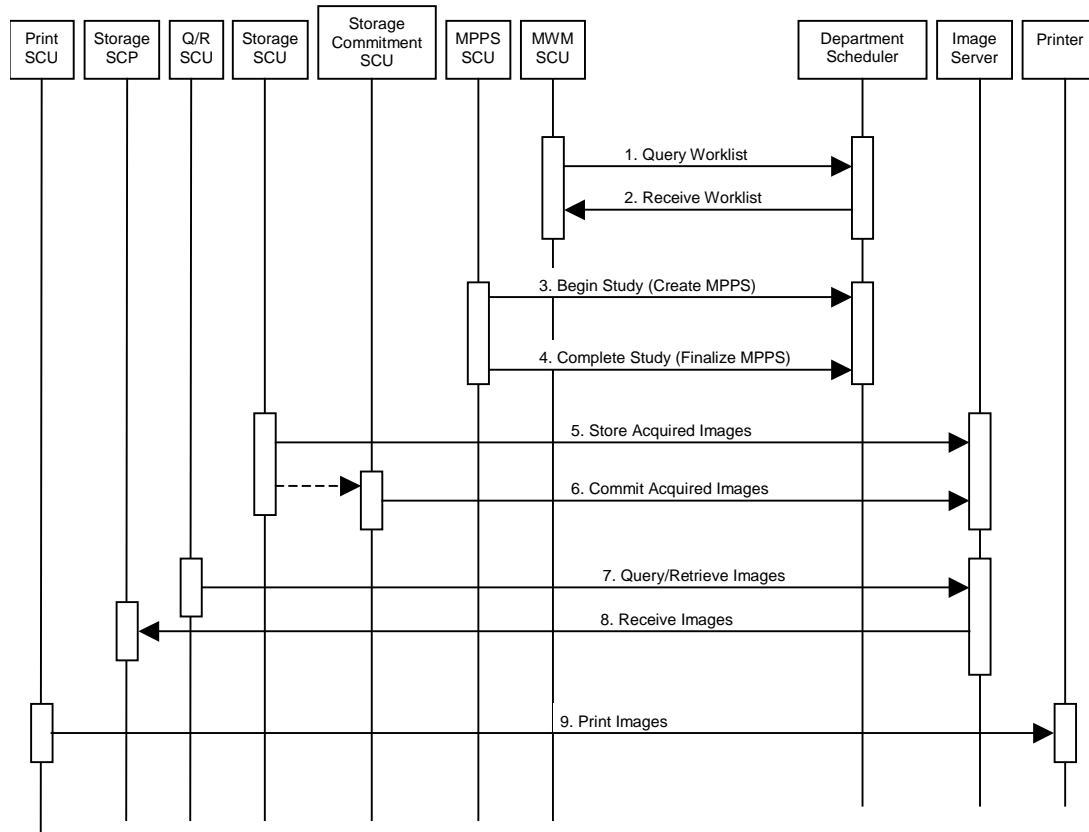 Print
SCU
Storage
SCP
Q/R
SCU
Storage
SCU
Storage
Commitment
SCU
MPPS
SCU
MWM
SCU
Department
Scheduler
Image
Server
Printer
1. Query Worklist
2. Receive Worklist
3. Begin Study (Create MPPS)
4. Complete Study (Finalize MPPS)
5. Store Acquired Images
6. Commit Acquired Images
7. Query/Retrieve Images
8. Receive Images
9. Print Images